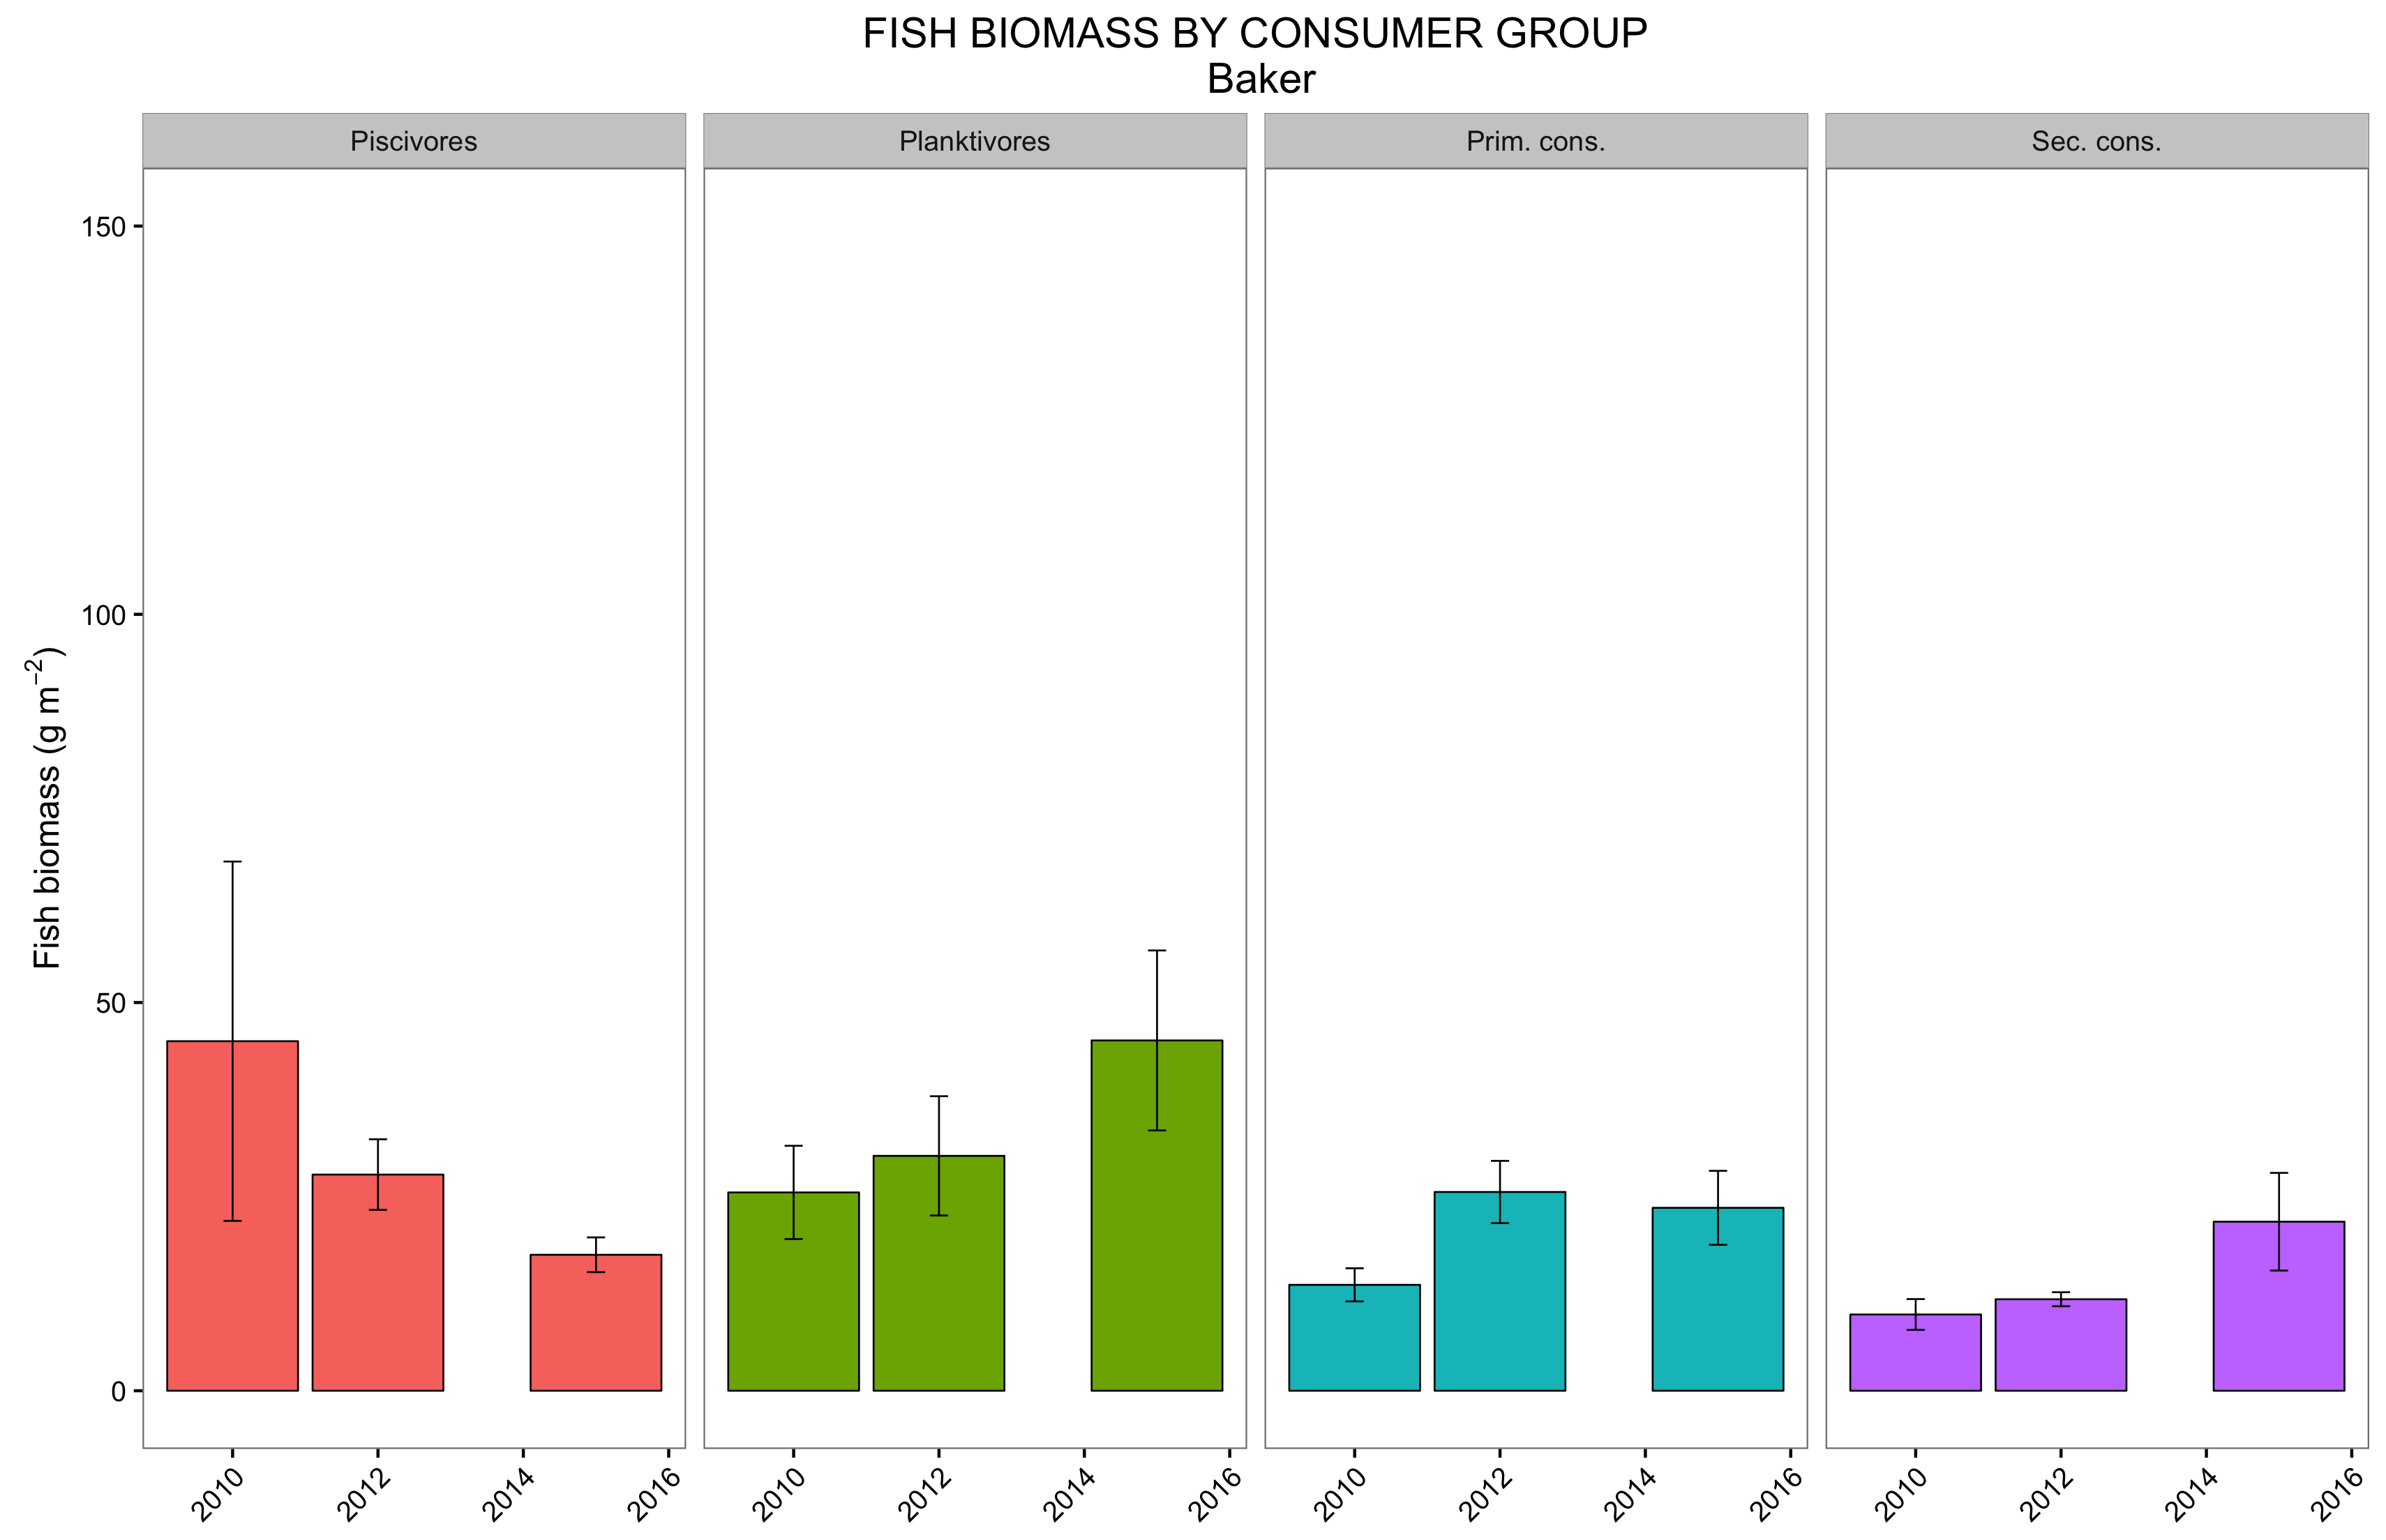 FISH BIOMASS BY CONSUMER GROUP
Baker
Piscivores
Planktivores
Prim. cons.
Sec. cons.
Fish biomass (g m⁻²)
150
100
50
0
2010 2012 2014 2016
2010 2012 2014 2016
2010 2012 2014 2016
2010 2012 2014 2016